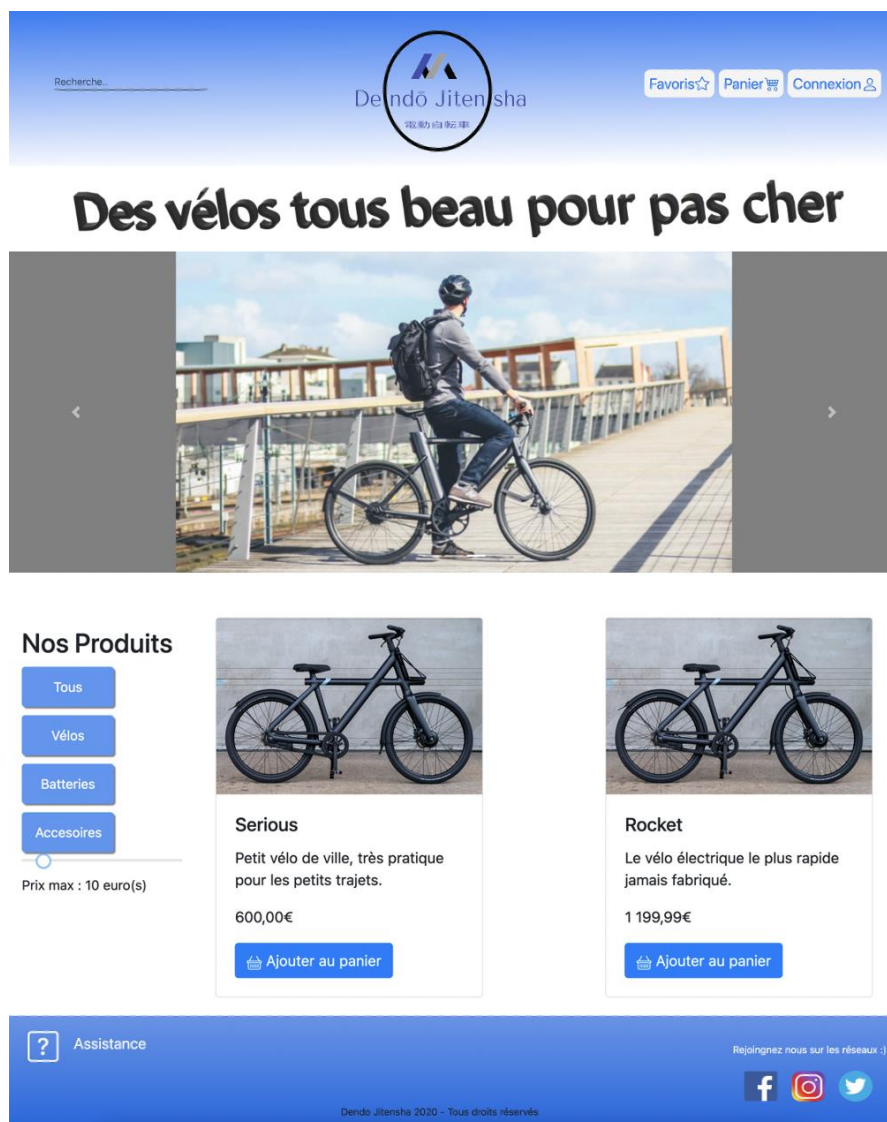 Recherche..
Dendō Jitensha
電動自転車
Favoris
Panier
Connexion
Des vélos tous beau pour pas cher
Nos Produits
Tous
Vélos
Batteries
Accesoires
Prix max : 10 euro(s)
Serious
Petit vélo de ville, très pratique
pour les petits trajets.
600,00€
Ajouter au panier
Rocket
Le vélo électrique le plus rapide
jamais fabriqué.
1 199,99€
Ajouter au panier
? Assistance
Rejoingnez nous sur les réseaux :)
Dendo Jitensha 2020 - Tous droits réservés